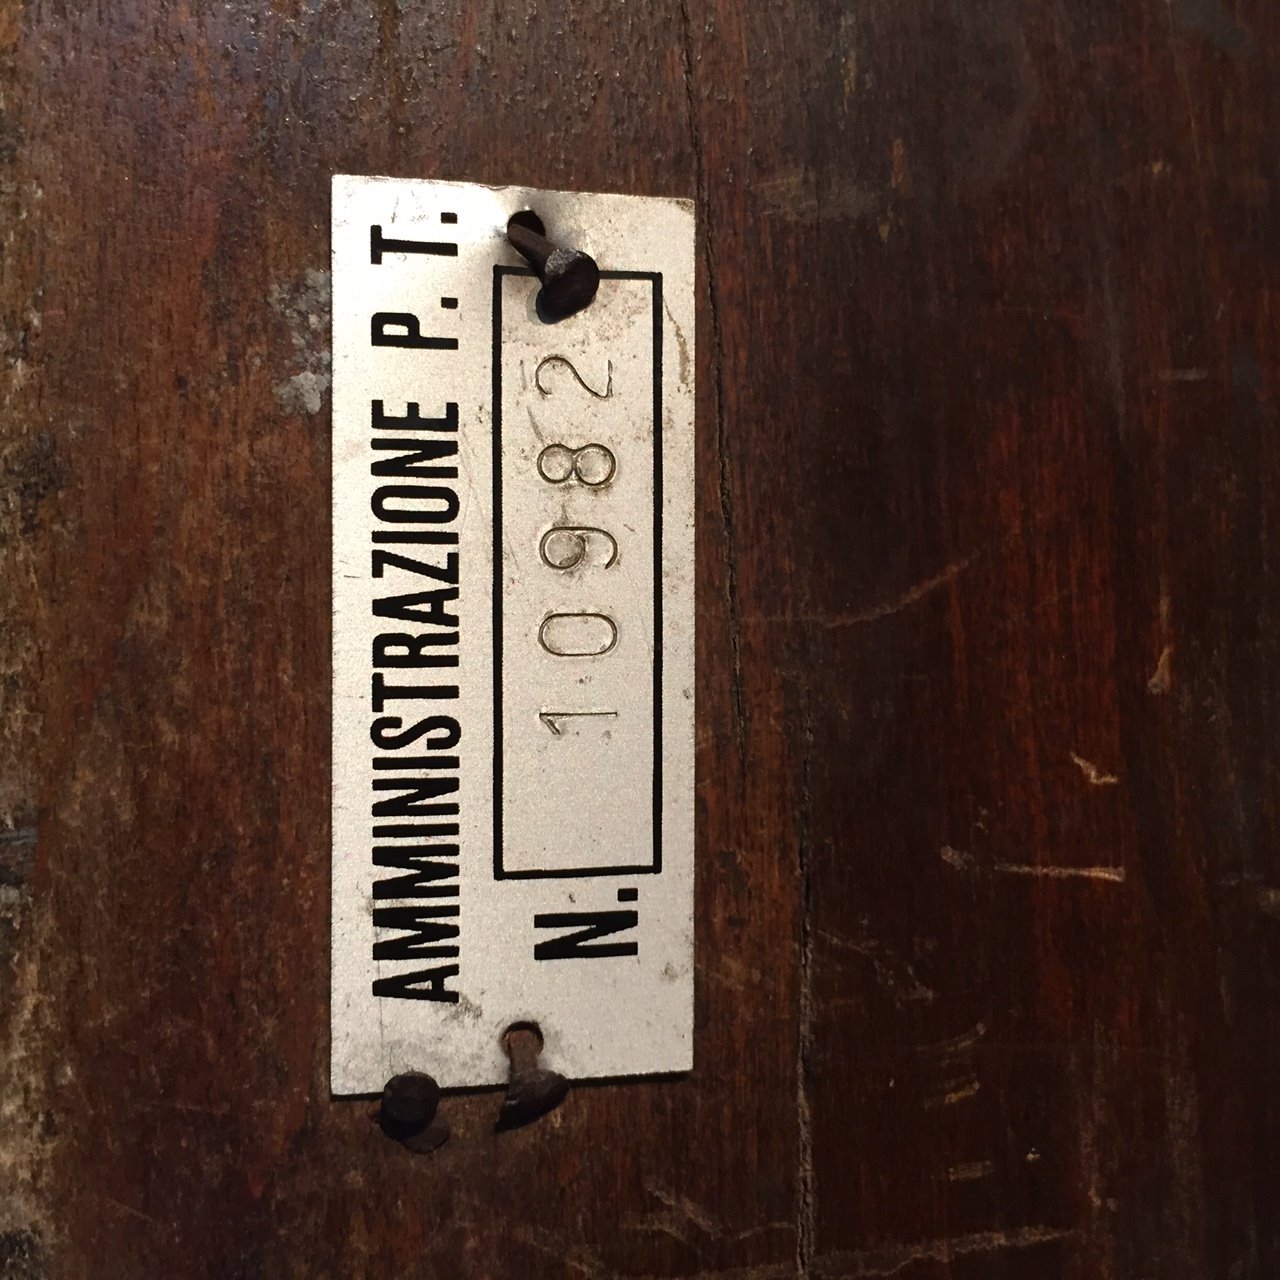 AMMINISTRAZIONE P. T.
N. 10982